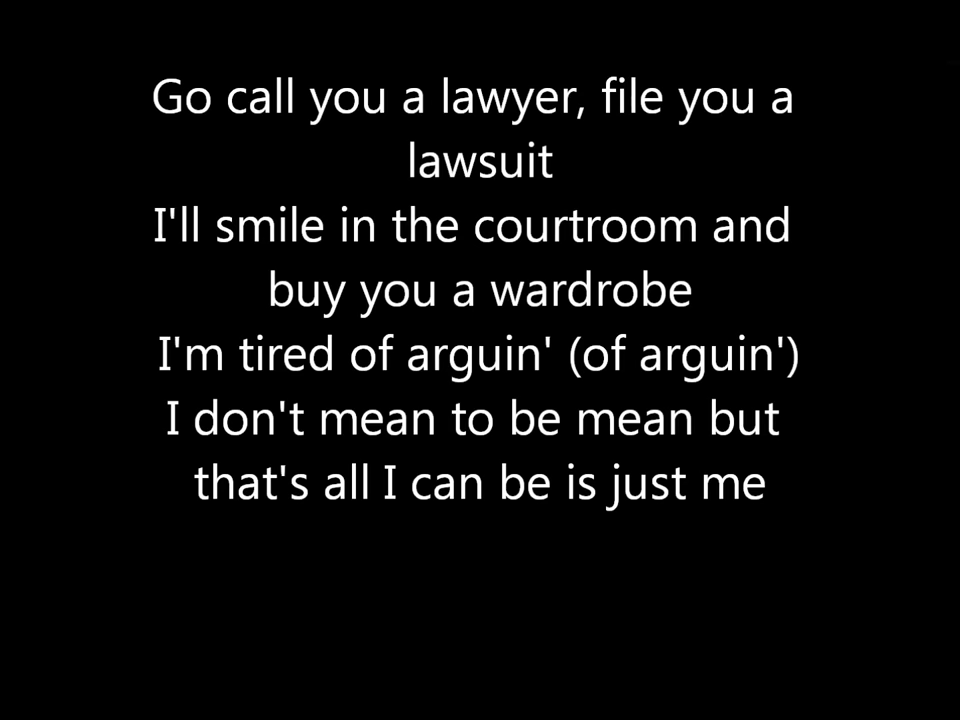 Go call you a lawyer, file you a
lawsuit
I'll smile in the courtroom and
buy you a wardrobe
I'm tired of arguin' (of arguin')
I don't mean to be mean but
that's all I can be is just me